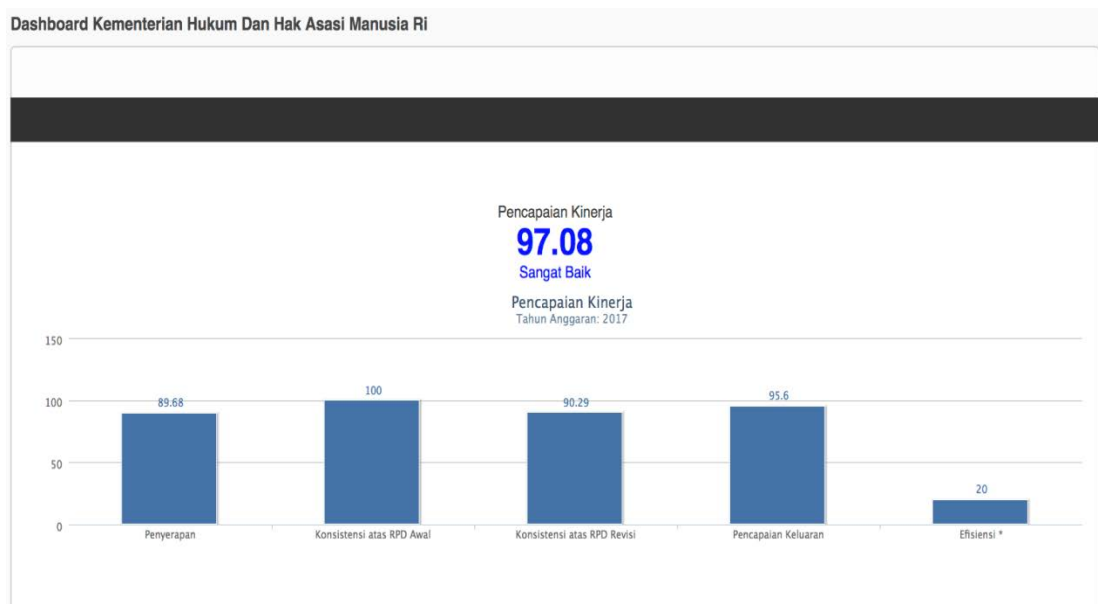 Dashboard Kementerian Hukum Dan Hak Asasi Manusia Ri
Pencapaian Kinerja
97.08
Sangat Baik
Pencapaian Kinerja
Tahun Anggaran: 2017
150
100
50
0
89.68
100
90.29
95.6
20
Penyerapan
Konsistensi atas RPD Awal
Konsistensi atas RPD Revisi
Pencapaian Keluaran
Efisiensi *